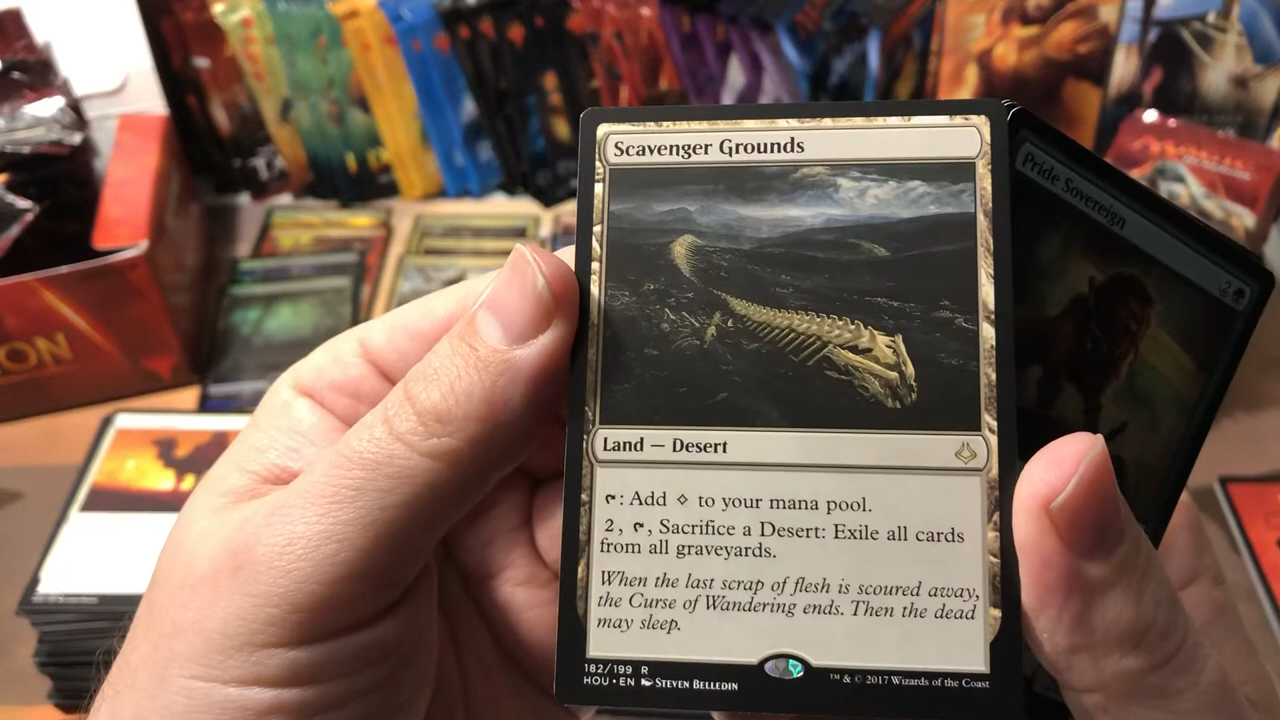 Scavenger Grounds
Pride Sovereign
2
Land — Desert
: Add to your mana pool.
2, , Sacrifice a Desert: Exile all cards
from all graveyards.
When the last scrap of flesh is scoured away,
the Curse of Wandering ends. Then the dead
may sleep.
182/199 R
HOU • EN STEVEN BELLEDIN
™ & © 2017 Wizards of the Coast
ION